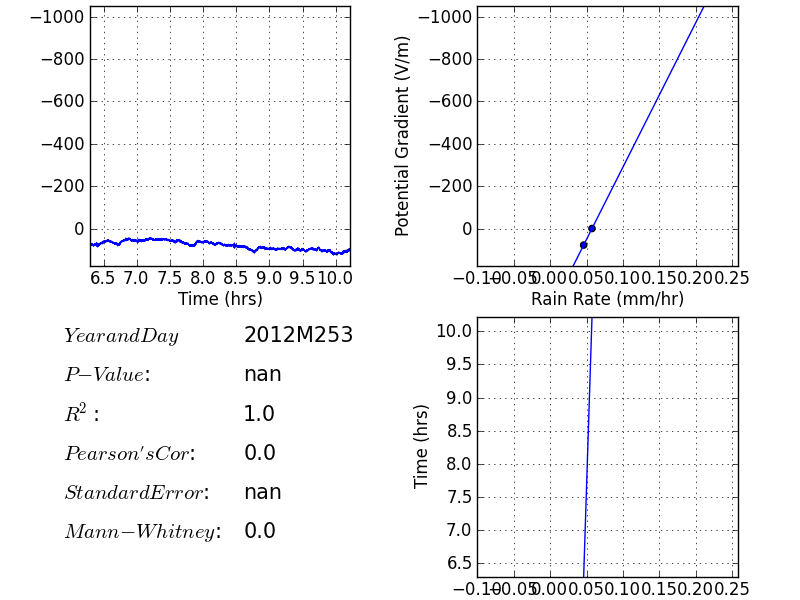 −1000
−800
−600
−400
−200
0
6.5 7.0 7.5 8.0 8.5 9.0 9.5 10.0
Time (hrs)
Potential Gradient (V/m)
−1000
−800
−600
−400
−200
0
−0.10 −0.05 0.00 0.05 0.10 0.15 0.20 0.25
Rain Rate (mm/hr)
YearandDay 2012M253
P−Value: nan
R²: 1.0
Pearson'sCor: 0.0
StandardError: nan
Mann−Whitney: 0.0
Time (hrs)
10.0
9.5
9.0
8.5
8.0
7.5
7.0
6.5
−0.10 −0.05 0.00 0.05 0.10 0.15 0.20 0.25